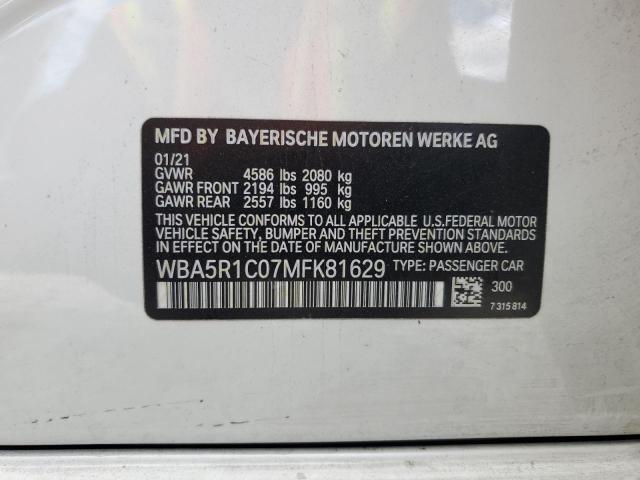 MFD BY BAYERISCHE MOTOREN WERKE AG
01/21
GVWR 4586 lbs 2080 kg
GAWR FRONT 2194 lbs 995 kg
GAWR REAR 2557 lbs 1160 kg
THIS VEHICLE CONFORMS TO ALL APPLICABLE U.S.FEDERAL MOTOR
VEHICLE SAFETY, BUMPER AND THEFT PREVENTION STANDARDS
IN EFFECT ON THE DATE OF MANUFACTURE SHOWN ABOVE.
WBA5R1C07MFK81629 TYPE: PASSENGER CAR
300
7315814